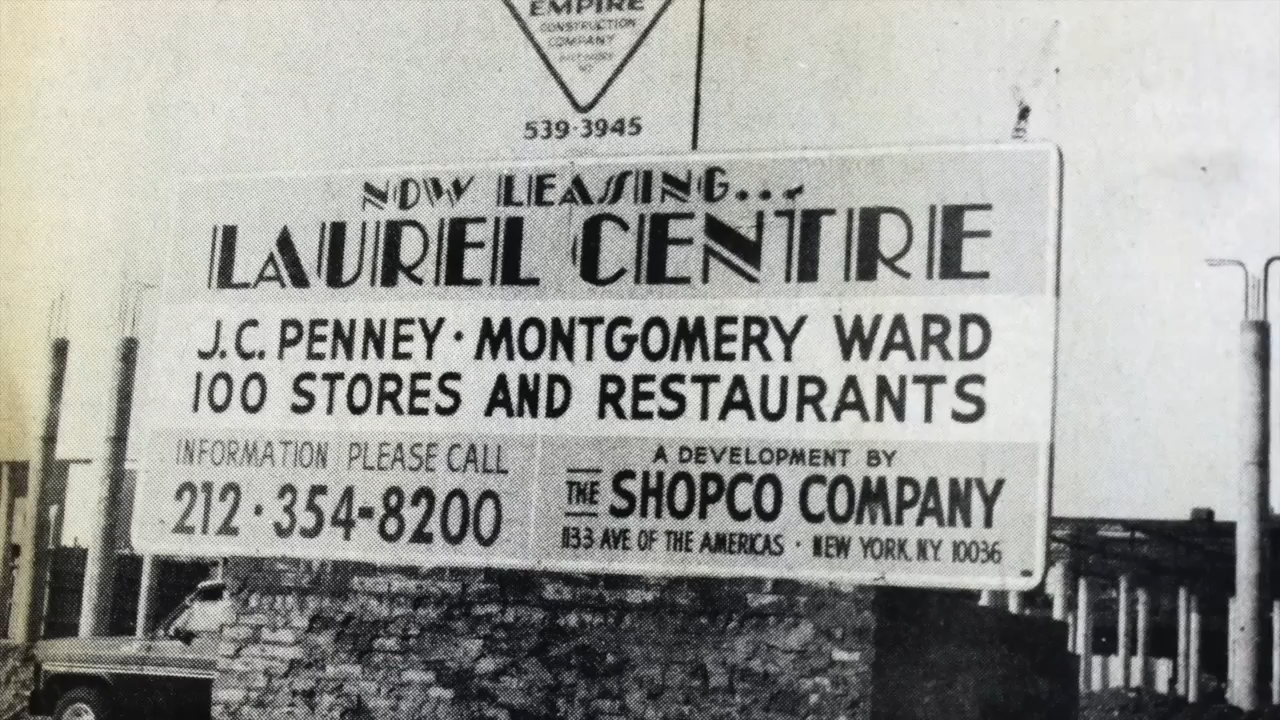 EMPIRE
CONSTRUCTION
COMPANY
539-3945
NOW LEASING...
LAUREL CENTRE
J.C. PENNEY · MONTGOMERY WARD
100 STORES AND RESTAURANTS
INFORMATION PLEASE CALL
212·354-8200
A DEVELOPMENT BY
THE SHOPCO COMPANY
1133 AVE OF THE AMERICAS · NEW YORK, N.Y. 10036